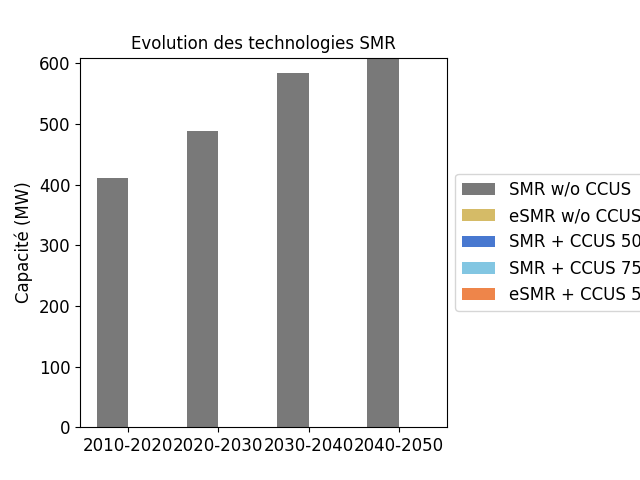 Evolution des technologies SMR
Capacité (MW)
600
500
400
300
200
100
0
2010-2020
2020-2030
2030-2040
2040-2050
SMR w/o CCUS
eSMR w/o CCUS
SMR + CCUS 50
SMR + CCUS 75
eSMR + CCUS 5